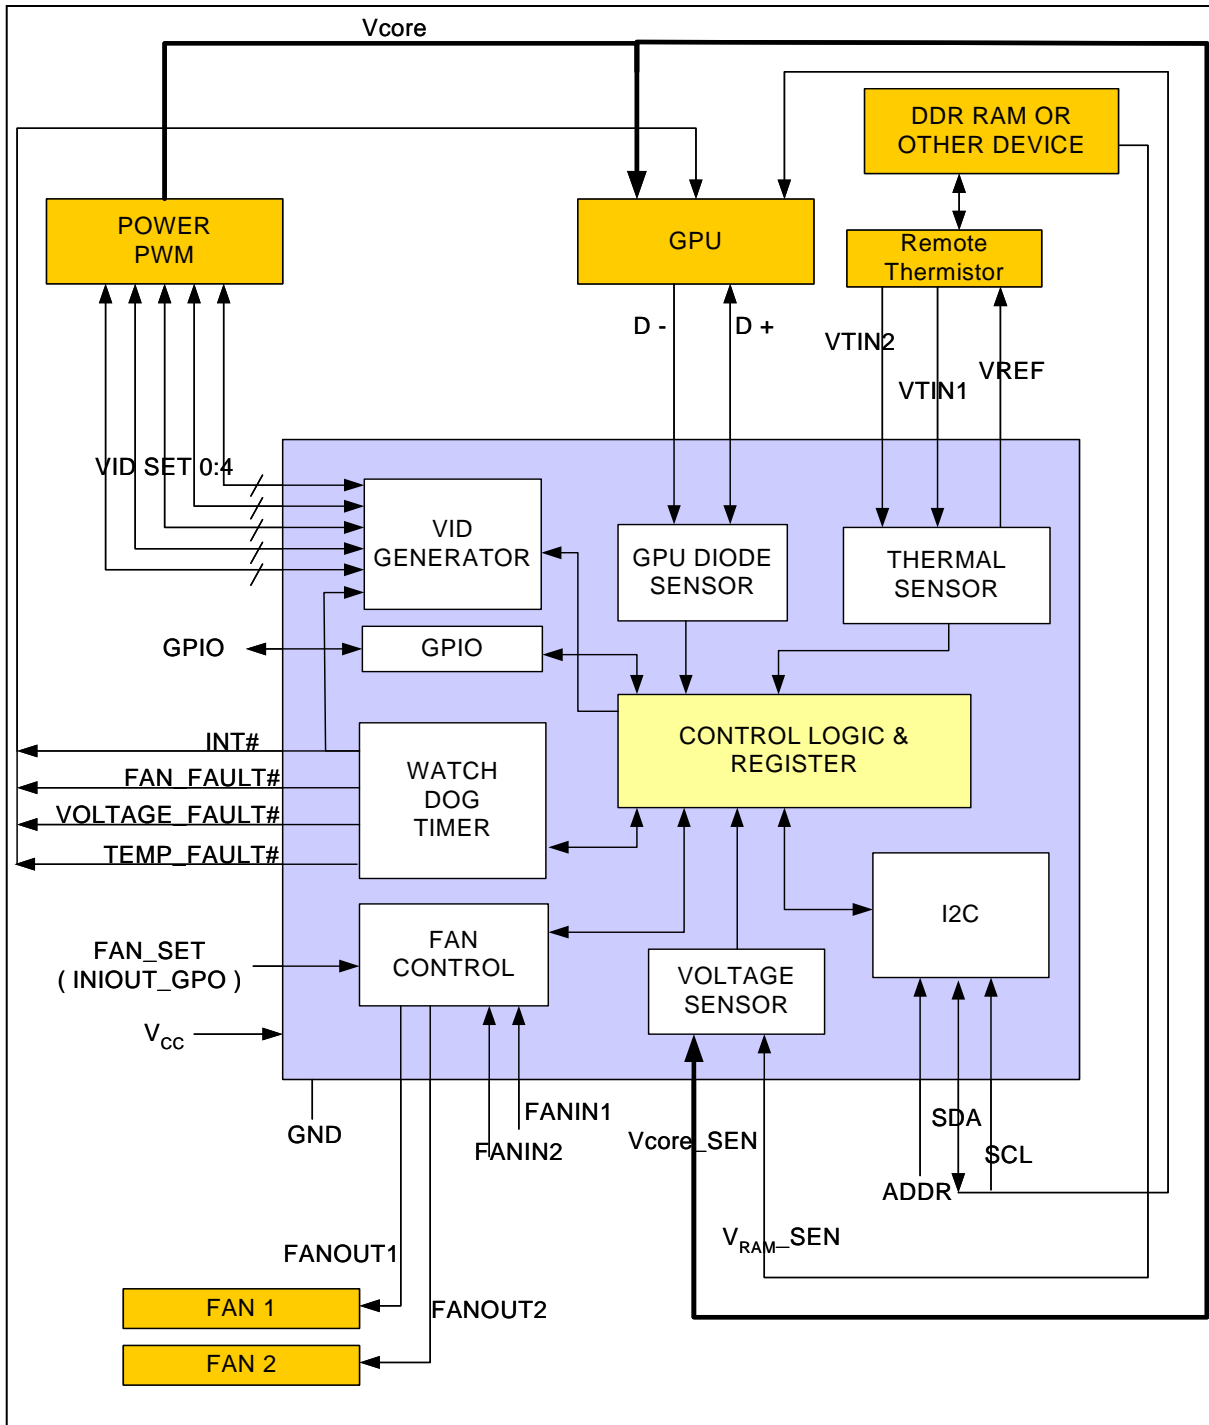 Vcore
DDR RAM OR
OTHER DEVICE
POWER
PWM
GPU
Remote
Thermistor
D -
D +
VTIN2
VTIN1
VREF
VID SET 0:4
VID
GENERATOR
GPU DIODE
SENSOR
THERMAL
SENSOR
GPIO
GPIO
CONTROL LOGIC &
REGISTER
INT#
FAN_FAULT#
VOLTAGE_FAULT#
TEMP_FAULT#
WATCH
DOG
TIMER
I2C
FAN_SET
( INIOUT_GPO )
FAN
CONTROL
VOLTAGE
SENSOR
VCC
GND
FANIN1
FANIN2
Vcore_SEN
SDA
SCL
ADDR
VRAM_SEN
FANOUT1
FANOUT2
FAN 1
FAN 2